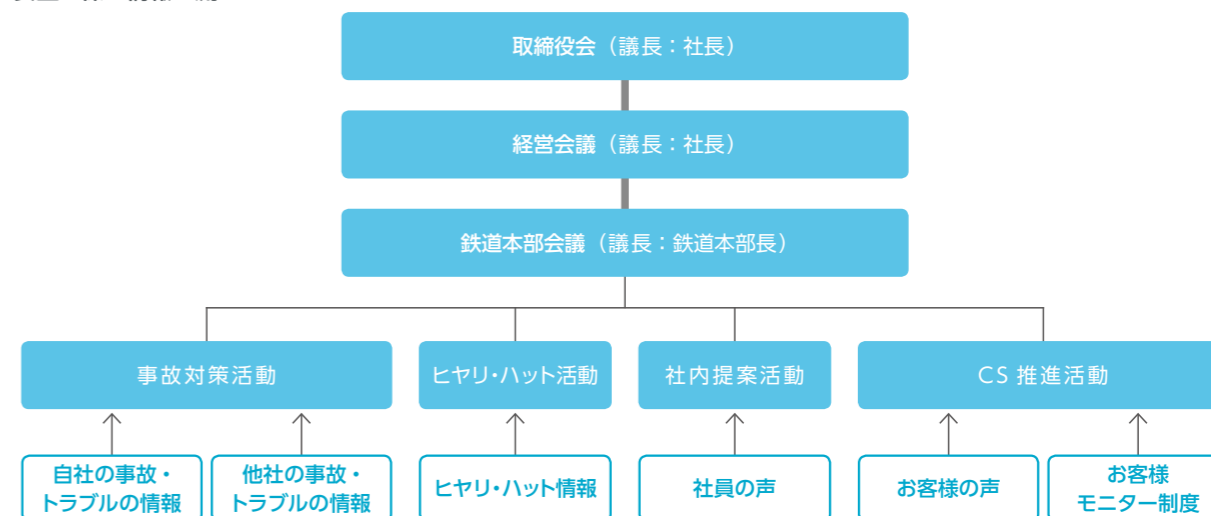 取締役会（議長：社長）
経営会議（議長：社長）
鉄道本部会議（議長：鉄道本部長）
事故対策活動
ヒヤリ・ハット活動
社内提案活動
CS 推進活動
自社の事故・
トラブルの情報
他社の事故・
トラブルの情報
ヒヤリ・ハット情報
社員の声
お客様の声
お客様
モニター制度